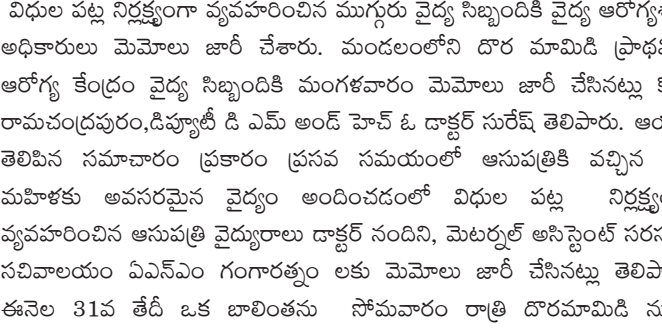 విధుల పట్ల నిర్లక్ష్యంగా వ్యవహరించిన ముగ్గురు వైద్య సిబ్బందికి వైద్య ఆరోగ్య
అధికారులు మెమోలు జారీ చేశారు. మండలంలోని దొర మామిడి
ఆరోగ్య కేంద్రం వైద్య సిబ్బందికి మంగళవారం మెమోలు జారీ చేసినట్లు
రామచంద్రపురం,డిప్యూటీ డి ఎమ్ అండ్ హెచ్ ఓ డాక్టర్ సురేష్ తెలిపారు.
తెలిపిన సమాచారం ప్రకారం ప్రసవ సమయంలో ఆసుపత్రికి వచ్చిన
మహిళకు అవసరమైన వైద్యం అందించడంలో విధుల పట్ల
వ్యవహరించిన ఆసుపత్రి వైద్యురాలు డాక్టర్ నందిని, మెటర్నల్ అసిస్టెంట్
సచివాలయం ఏఎన్ఎం గంగారత్నం లకు మెమోలు జారీ చేసినట్లు
ఈనెల 31వ తేదీ ఒక బాలింతను సోమవారం రాత్రి దొరమామిడి